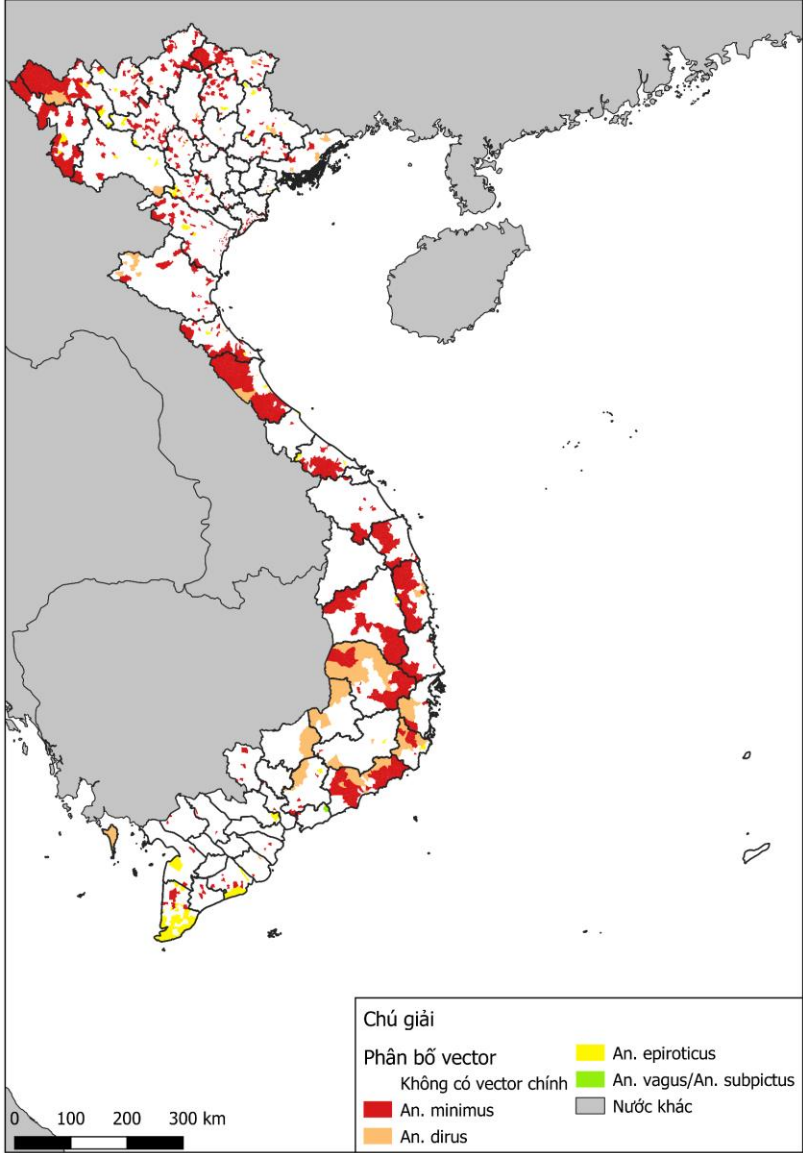 Chú giải
Phân bố vector
Không có vector chính
An. minimus
An. dirus
An. epiroticus
An. vagus/An. subpictus
Nước khác
0 100 200 300 km